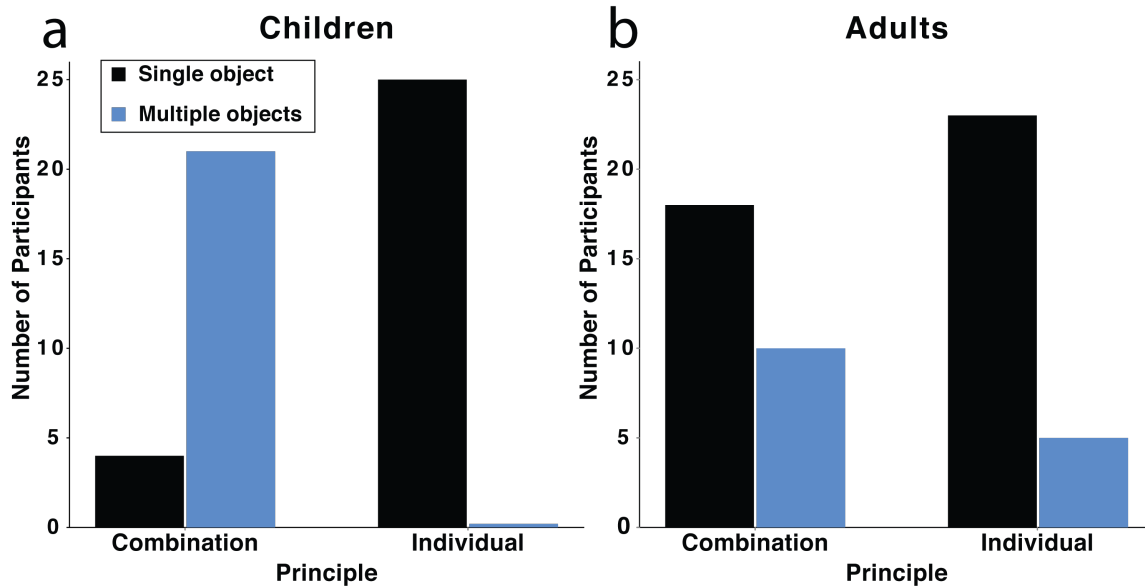 a
Children
Single object
Multiple objects
Number of Participants
25
20
15
10
5
0
Combination
Individual
Principle
b
Adults
Number of Participants
25
20
15
10
5
0
Combination
Individual
Principle